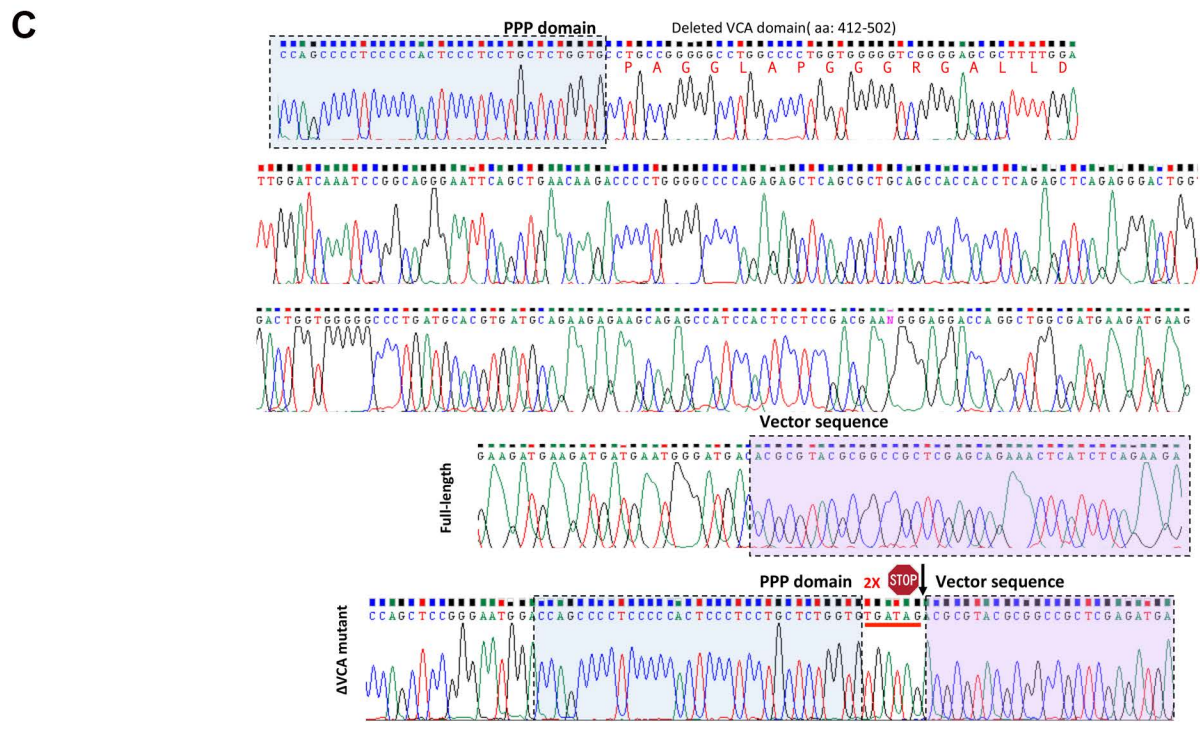 C
PPP domain Deleted VCA domain( aa: 412-502)
CCAGCCCCTCCCCCACTCCCTCCTGCTCTGGTGCCTGCCGGGGGCCTGGCCCCTGGTGGGGGTCGGGGAGCGCTTTTGGA
P A G G L A P G G G R G A L L D
TTGGATCAAATCCGGCAGGGAATTCAGCTGAACAAGACCCCTGGGGCCCCAGAGAGCTCAGCGCTGCAGCCACCACCTCAGAGCTCAGAGGGACTGG
GACTGGTGGGGGCCCTGATGCACGTGATGCAGAAGAGAAGCAGAGCCATCCACTCCTCCGACGAANGGGAGGACCAGGCTGGCGATGAAGATGAAG
Vector sequence
Full-length
GAAGATGAAGATGATGAATGGGATGACACGCGTACGCGGCCGCTCGAGCAGAAACTCATCTCAGAAGA
PPP domain 2X STOP Vector sequence
ΔVCA mutant
CCAGCTCCGGGAATGGACCAGCCCCTCCCCCACTCCCTCCTGCTCTGGTGTGATAGACGCGTACGCGGCCGCTCGAGATGA